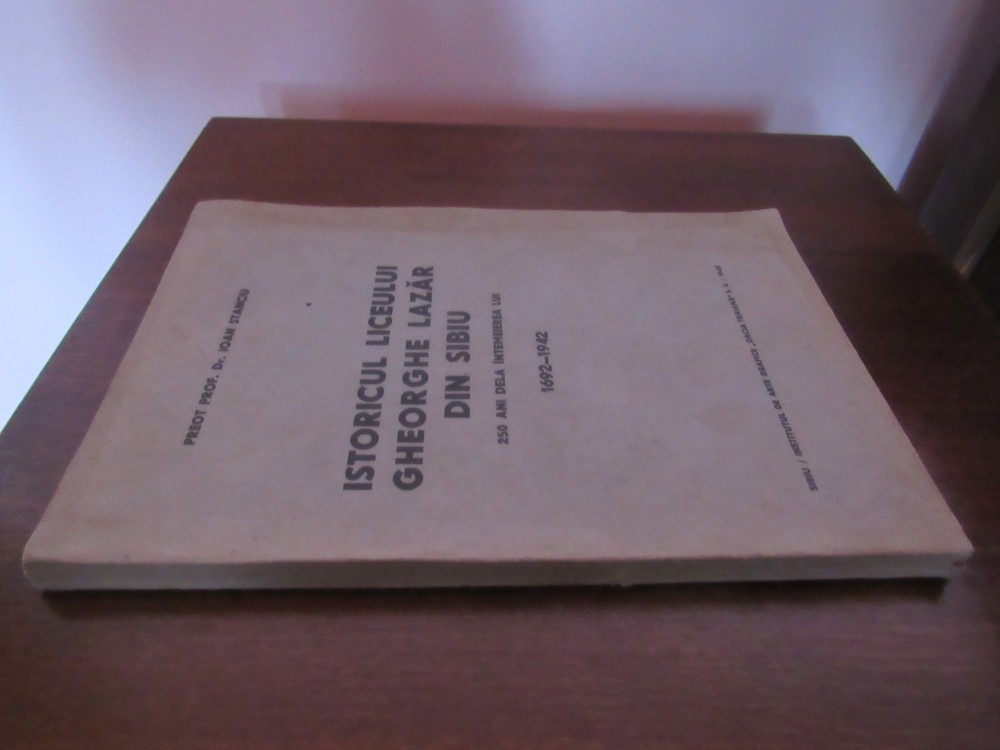 PREOT PROF. Dr. IOAN STANCIU
ISTORICUL LICEULUI
GHEORGHE LAZĂR
DIN SIBIU
250 ANI DELA ÎNTEMEIEREA LUI
1692-1942
SIBIU / INSTITUTUL DE ARTE GRAFICE „DACIA TRAIANĂ" S. A.